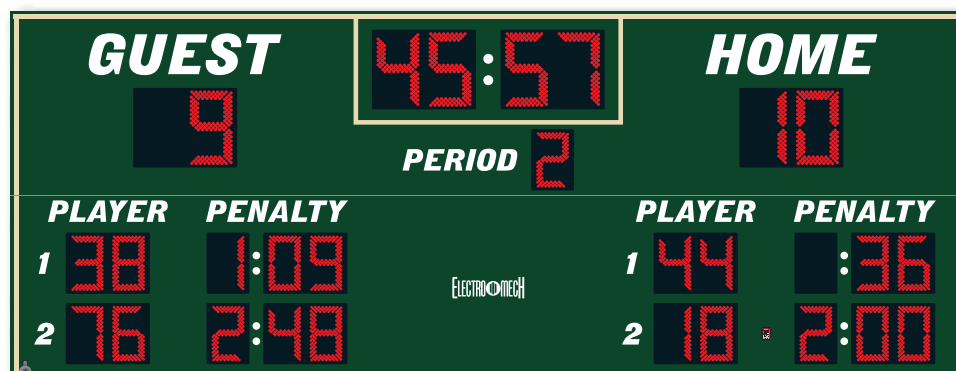 GUEST 45:57 HOME
9 10
PERIOD 2
PLAYER PENALTY PLAYER PENALTY
1 38 1:09 1 44 :36
2 76 2:48 2 18 2:00
ELECTRO MECH